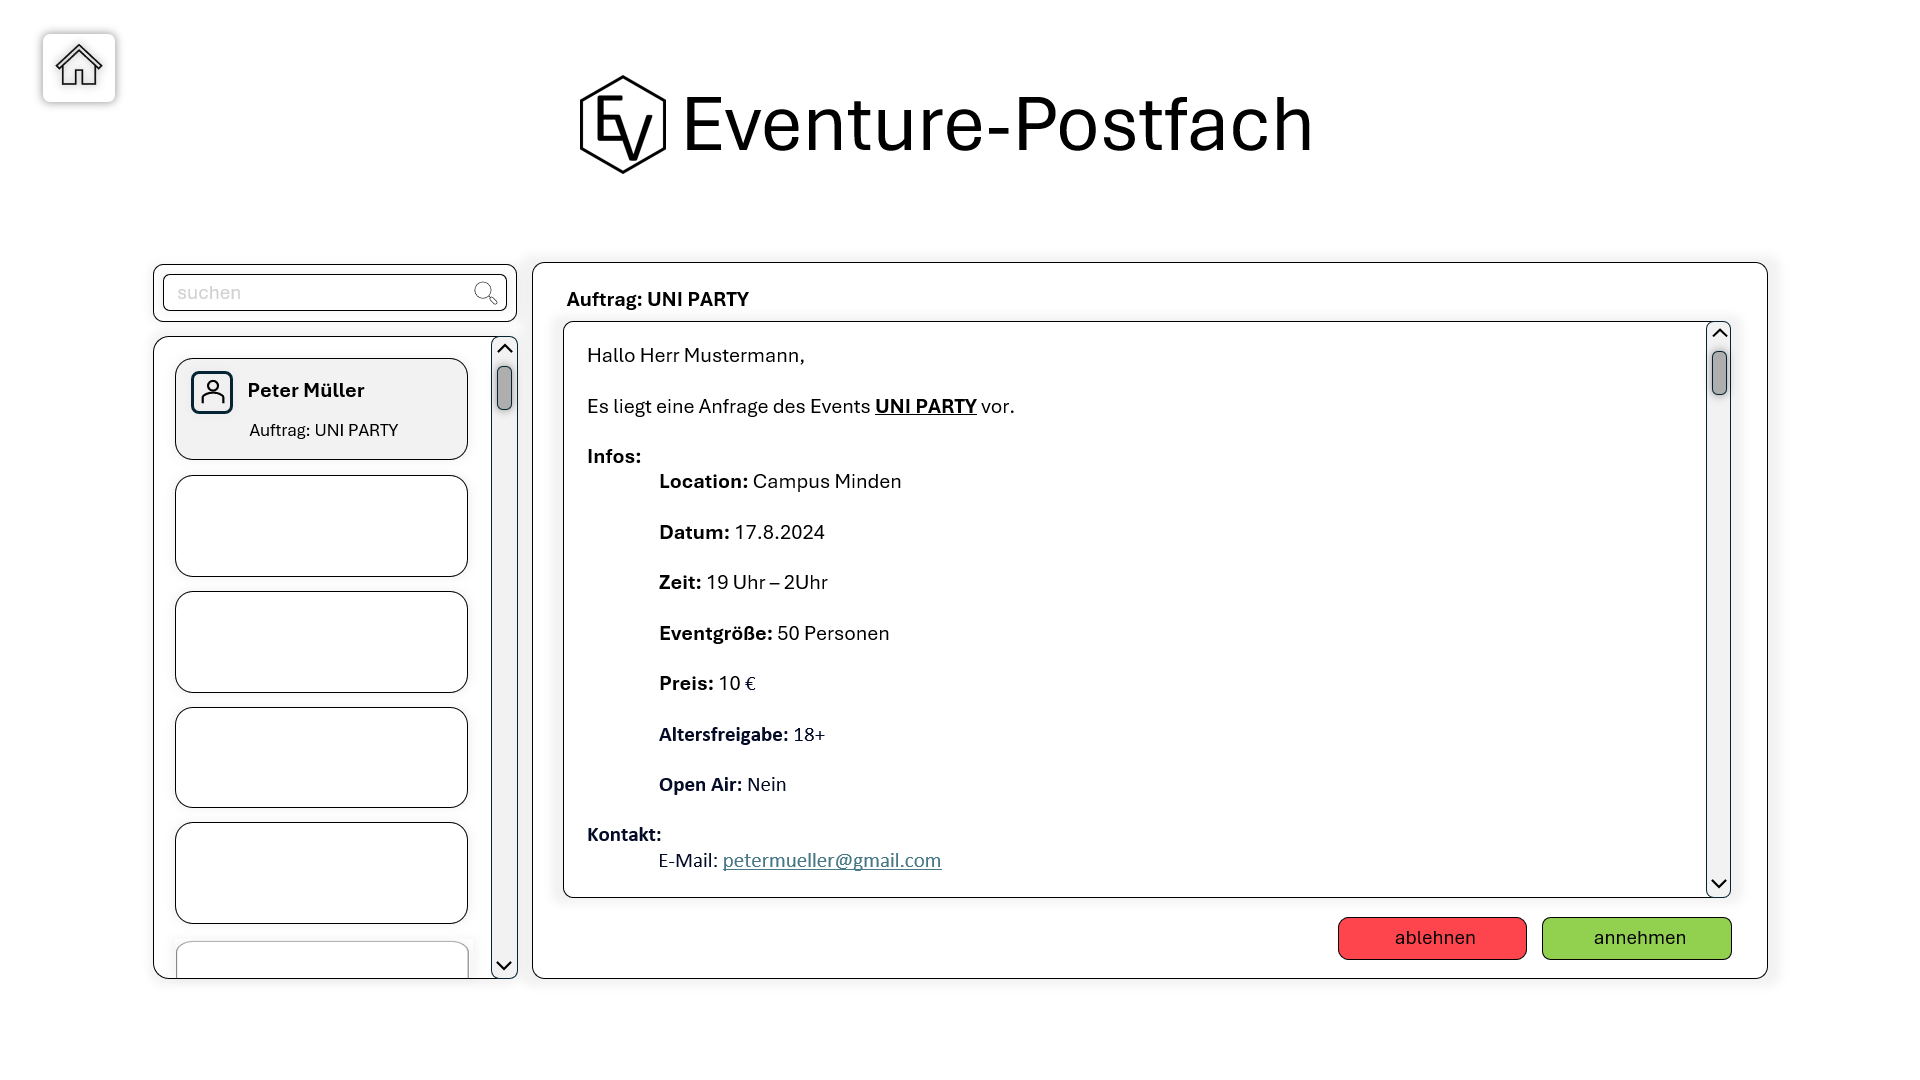 EV Eventure-Postfach
suchen
Peter Müller
Auftrag: UNI PARTY
Auftrag: UNI PARTY
Hallo Herr Mustermann,
Es liegt eine Anfrage des Events UNI PARTY vor.
Infos:
Location: Campus Minden
Datum: 17.8.2024
Zeit: 19 Uhr – 2Uhr
Eventgröße: 50 Personen
Preis: 10 €
Altersfreigabe: 18+
Open Air: Nein
Kontakt:
E-Mail: petermueller@gmail.com
ablehnen
annehmen